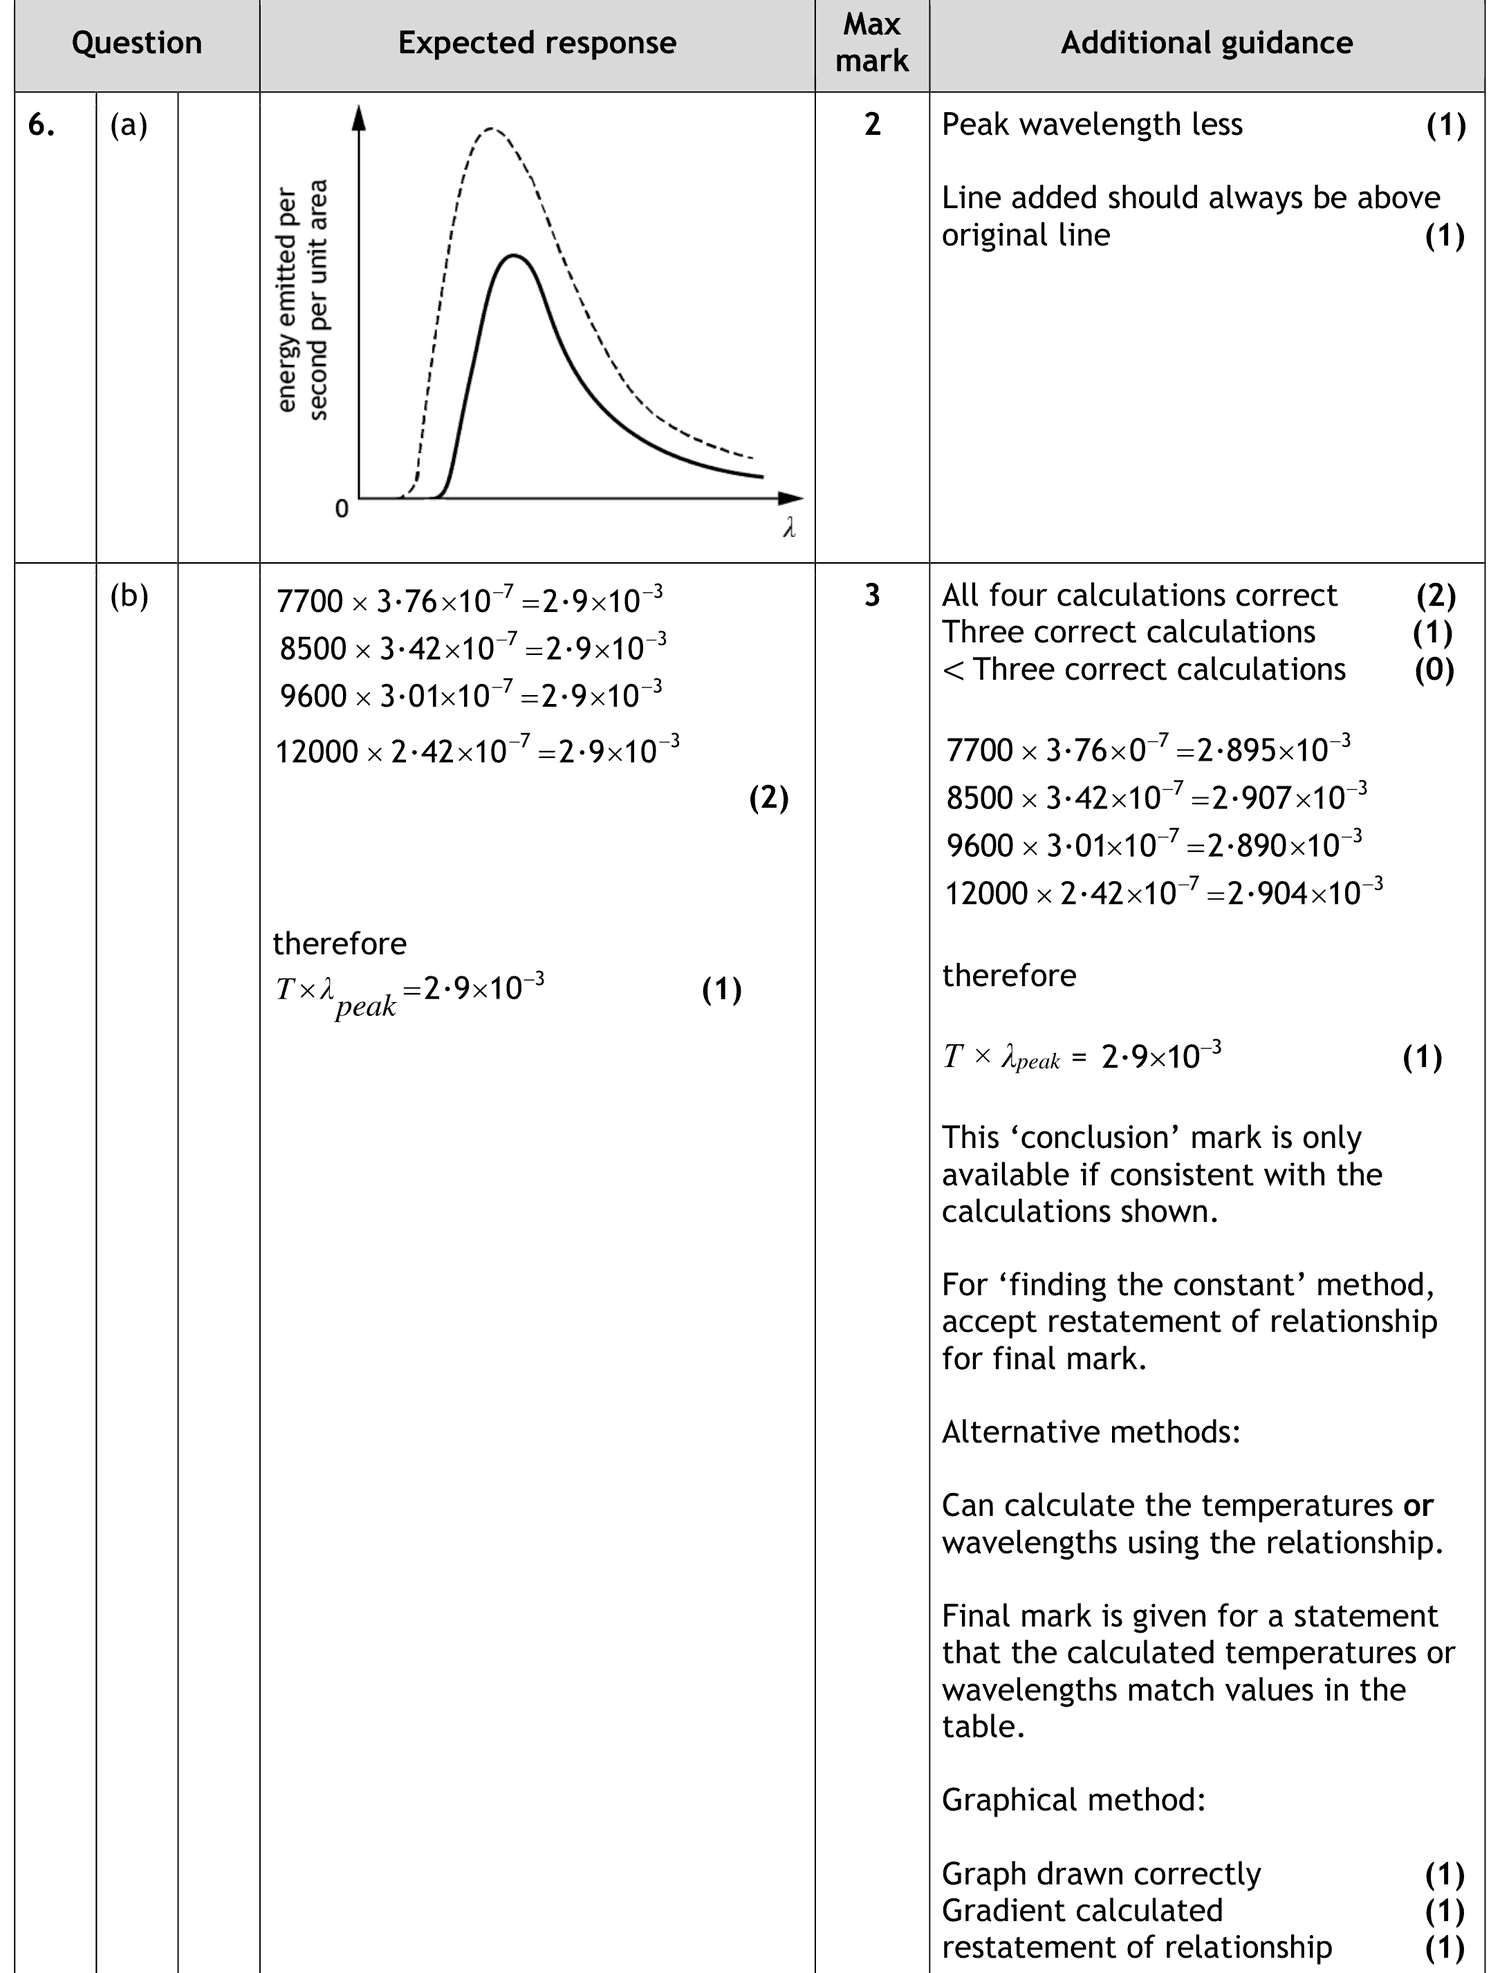 Question Expected response Max mark Additional guidance
6. (a)
energy emitted per
second per unit area
0
λ
2
Peak wavelength less (1)
Line added should always be above
original line (1)
(b)
7700 × 3·76×10⁻⁷ =2·9×10⁻³
8500 × 3·42×10⁻⁷ =2·9×10⁻³
9600 × 3·01×10⁻⁷ =2·9×10⁻³
12000 × 2·42×10⁻⁷ =2·9×10⁻³
(2)
therefore
T×λpeak =2·9×10⁻³ (1)
3
All four calculations correct (2)
Three correct calculations (1)
< Three correct calculations (0)
7700 × 3·76×0⁻⁷ =2·895×10⁻³
8500 × 3·42×10⁻⁷ =2·907×10⁻³
9600 × 3·01×10⁻⁷ =2·890×10⁻³
12000 × 2·42×10⁻⁷ =2·904×10⁻³
therefore
T × λpeak = 2·9×10⁻³ (1)
This ‘conclusion’ mark is only
available if consistent with the
calculations shown.
For ‘finding the constant’ method,
accept restatement of relationship
for final mark.
Alternative methods:
Can calculate the temperatures or
wavelengths using the relationship.
Final mark is given for a statement
that the calculated temperatures or
wavelengths match values in the
table.
Graphical method:
Graph drawn correctly (1)
Gradient calculated (1)
restatement of relationship (1)